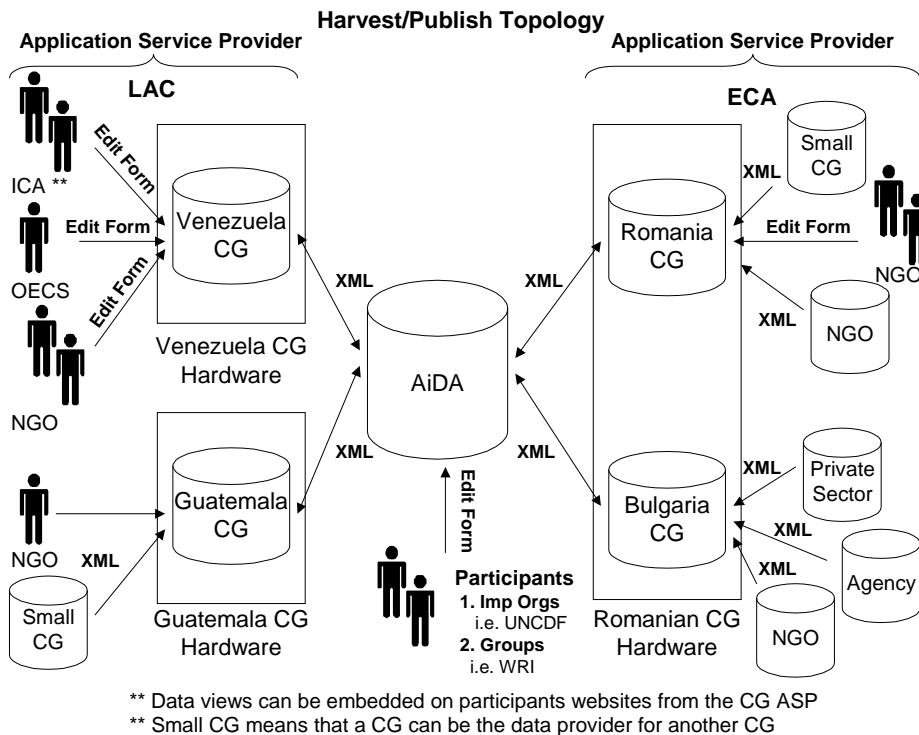 Harvest/Publish Topology
Application Service Provider
Application Service Provider
LAC
ECA
ICA **
Edit Form
OECS
Edit Form
Edit Form
NGO
Venezuela
CG
Venezuela CG
Hardware
XML
NGO
XML
Small
CG
Guatemala
CG
Guatemala CG
Hardware
XML
AiDA
Edit Form
Participants
1. Imp Orgs
i.e. UNCDF
2. Groups
i.e. WRI
XML
XML
Romania
CG
Small
CG
XML
Edit Form
NGO
XML
NGO
Bulgaria
CG
XML
Private
Sector
XML
Agency
XML
NGO
Romanian CG
Hardware
** Data views can be embedded on participants websites from the CG ASP
** Small CG means that a CG can be the data provider for another CG